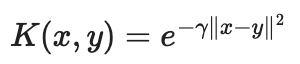 K(x, y) = e^{-γ‖x-y‖²}